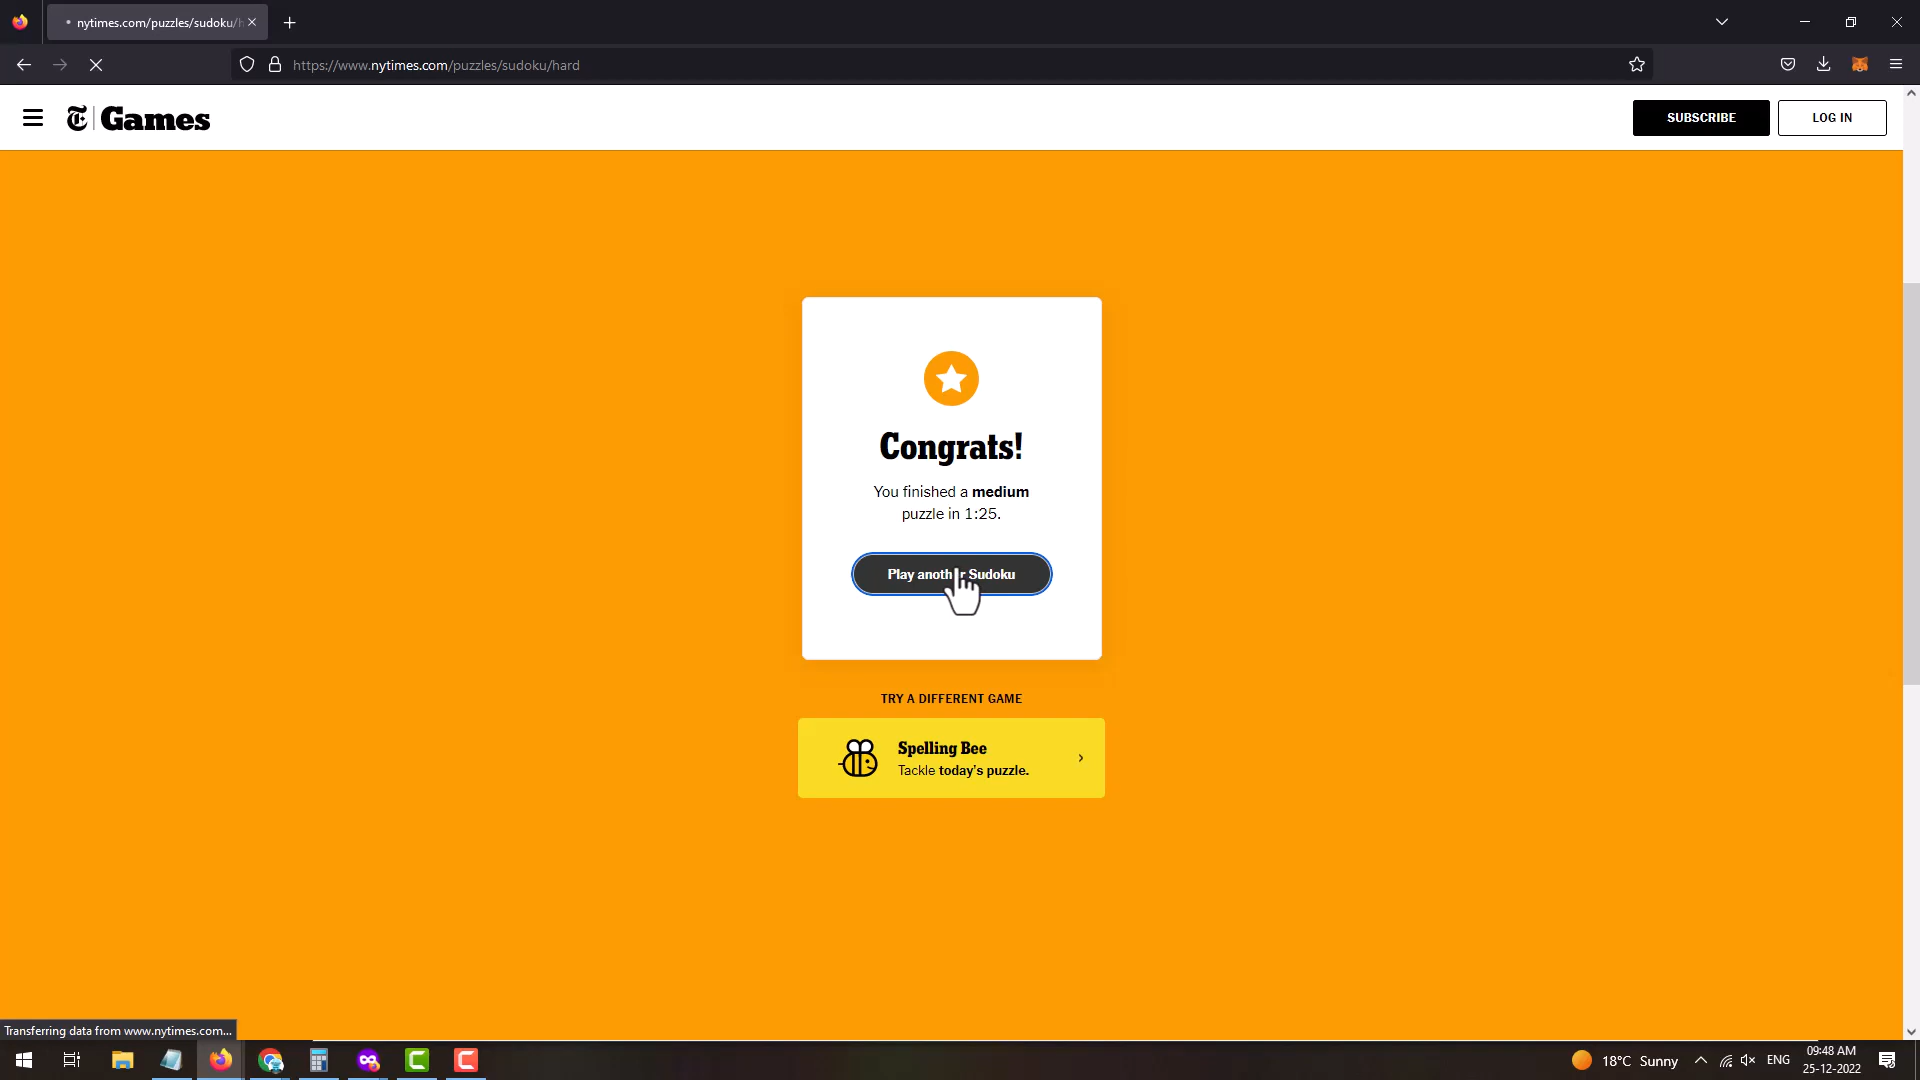 nytimes.com/puzzles/sudoku/h
https://www.nytimes.com/puzzles/sudoku/hard
T Games
SUBSCRIBE
LOG IN
Congrats!
You finished a medium
puzzle in 1:25.
Play another Sudoku
TRY A DIFFERENT GAME
Spelling Bee
Tackle today's puzzle.
Transferring data from www.nytimes.com...
18°C Sunny
ENG
09:48 AM
25-12-2022